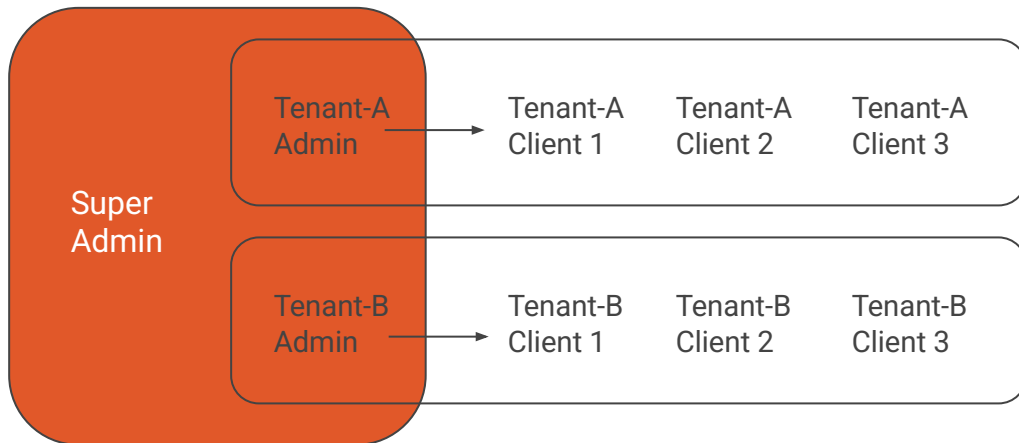 Super
Admin
Tenant-A
Admin
Tenant-A
Client 1
Tenant-A
Client 2
Tenant-A
Client 3
Tenant-B
Admin
Tenant-B
Client 1
Tenant-B
Client 2
Tenant-B
Client 3